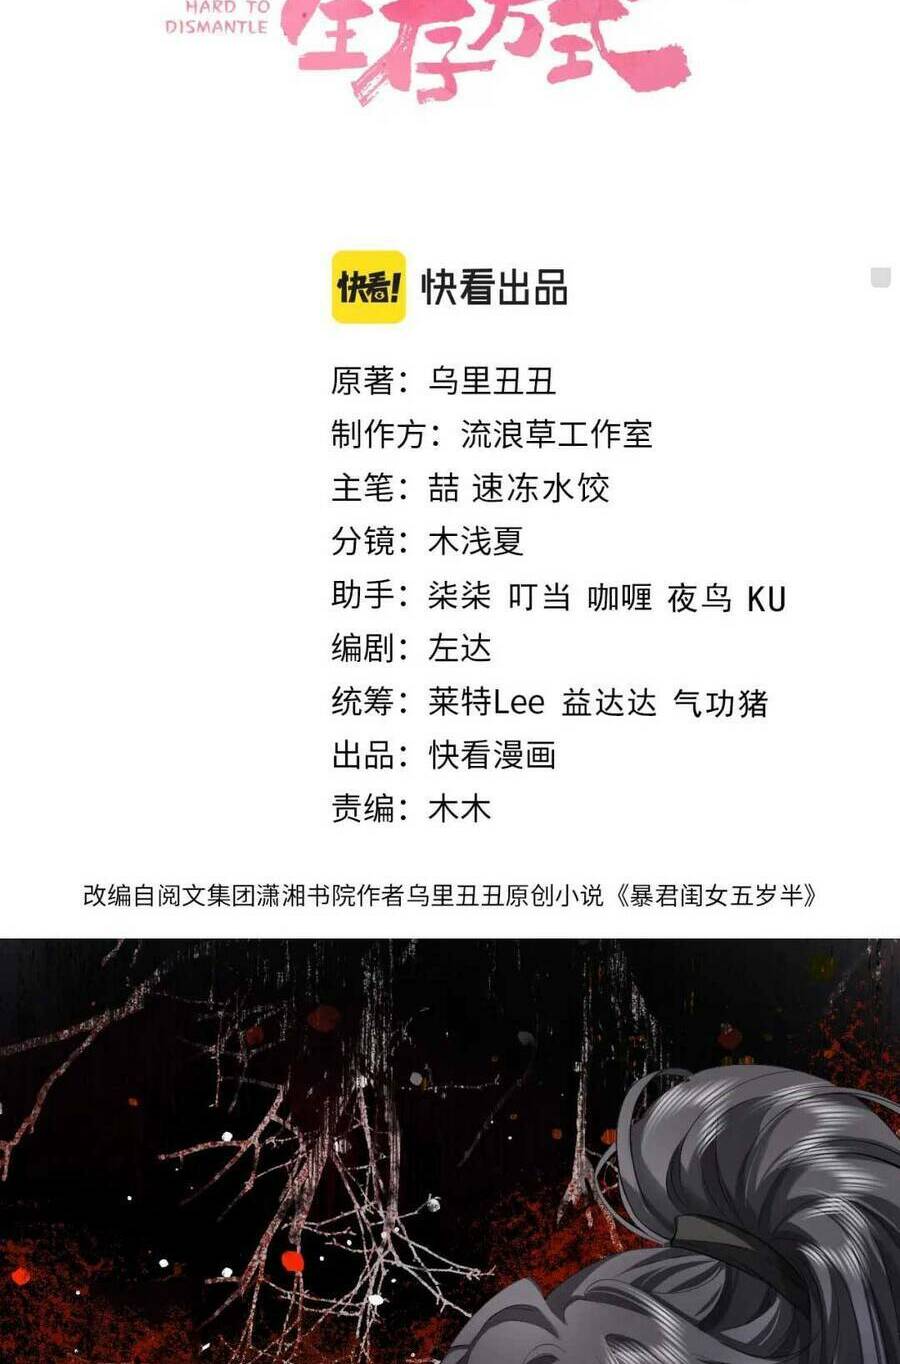 HARD TO
DISMANTLE
生存方式
快看!
快看出品
原著：乌里丑丑
制作方：流浪草工作室
主笔：喆 速冻水饺
分镜：木浅夏
助手：柒柒 叮当 咖喱 夜鸟 KU
编剧：左达
统筹：莱特Lee 益达达 气功猪
出品：快看漫画
责编：木木
改编自阅文集团潇湘书院作者乌里丑丑原创小说《暴君闺女五岁半》